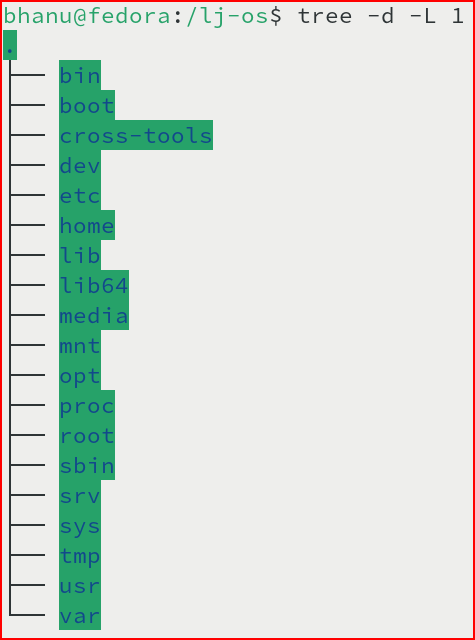 bhanu@fedora:/lj-os$ tree -d -L 1
.
├── bin
├── boot
├── cross-tools
├── dev
├── etc
├── home
├── lib
├── lib64
├── media
├── mnt
├── opt
├── proc
├── root
├── sbin
├── srv
├── sys
├── tmp
├── usr
└── var